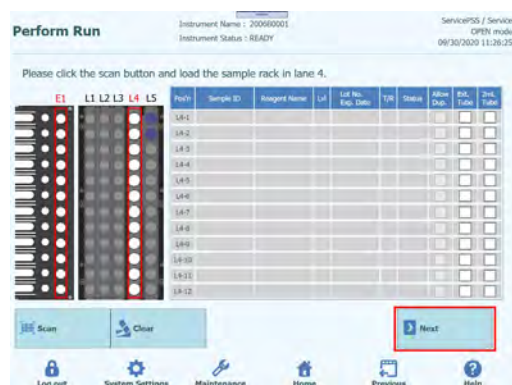 Perform Run
Instrument Name : 200660001
Instrument Status : READY
ServicePSS / Service
OPEN mode
09/30/2020 11:26:25
Please click the scan button and load the sample rack in lane 4.
E1 L1 L2 L3 L4 L5
Pos'n Sample ID Reagent Name Lvl Lot No. Exp. Date T/R Status Allow Dup. Ext. Tube 2mL Tube
L4-1
L4-2
L4-3
L4-4
L4-5
L4-6
L4-7
L4-8
L4-9
L4-10
L4-11
L4-12
Scan Clear Next
Log out System Settings Maintenance Home Previous Help